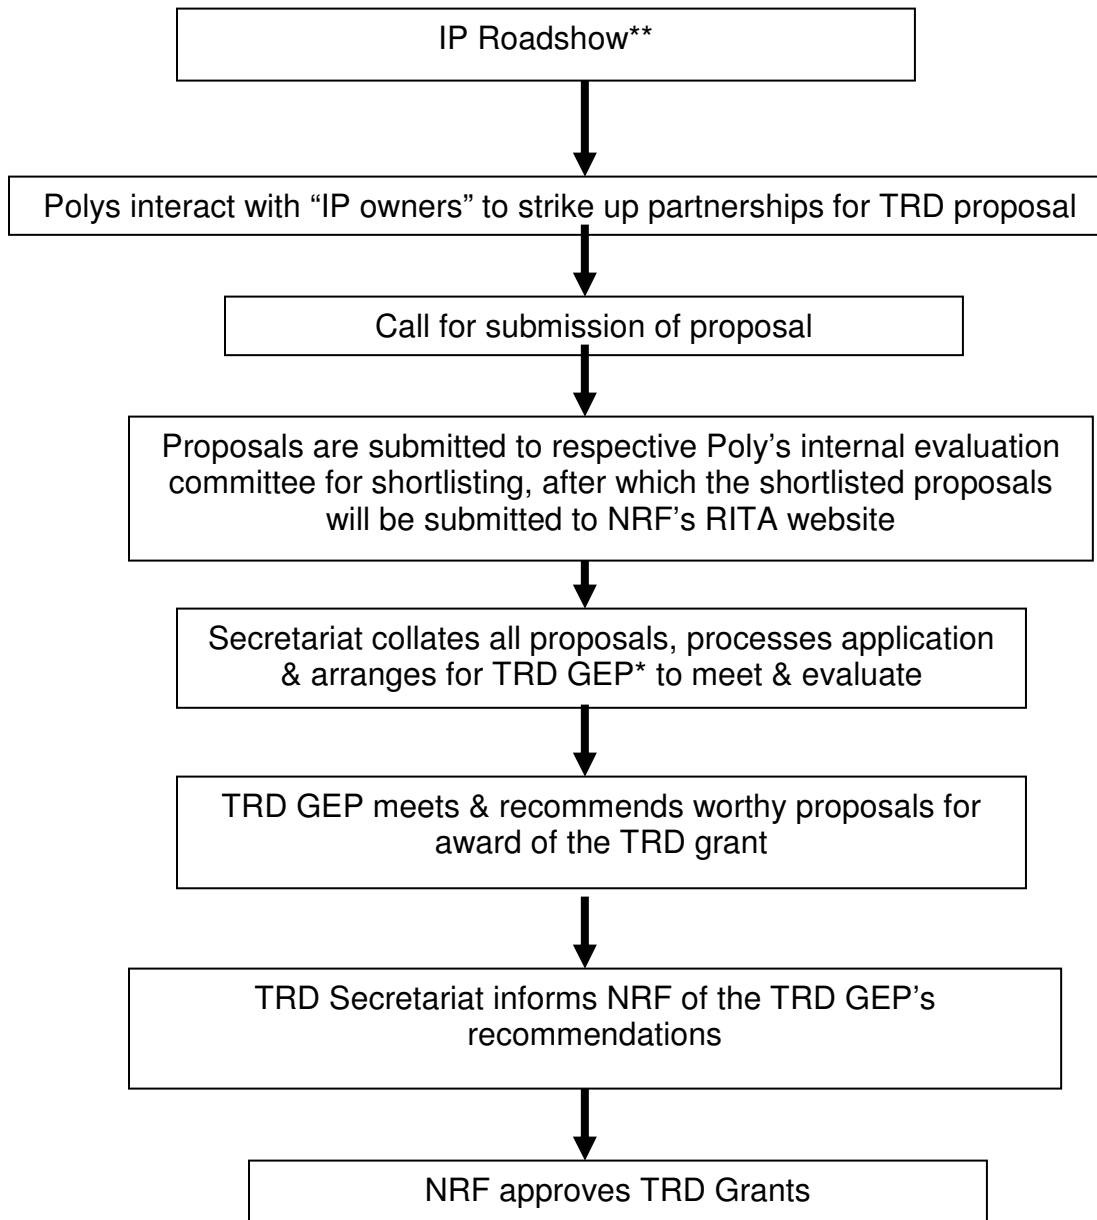 IP Roadshow**
Polys interact with “IP owners” to strike up partnerships for TRD proposal
Call for submission of proposal
Proposals are submitted to respective Poly’s internal evaluation
committee for shortlisting, after which the shortlisted proposals
will be submitted to NRF’s RITA website
Secretariat collates all proposals, processes application
& arranges for TRD GEP* to meet & evaluate
TRD GEP meets & recommends worthy proposals for
award of the TRD grant
TRD Secretariat informs NRF of the TRD GEP’s
recommendations
NRF approves TRD Grants